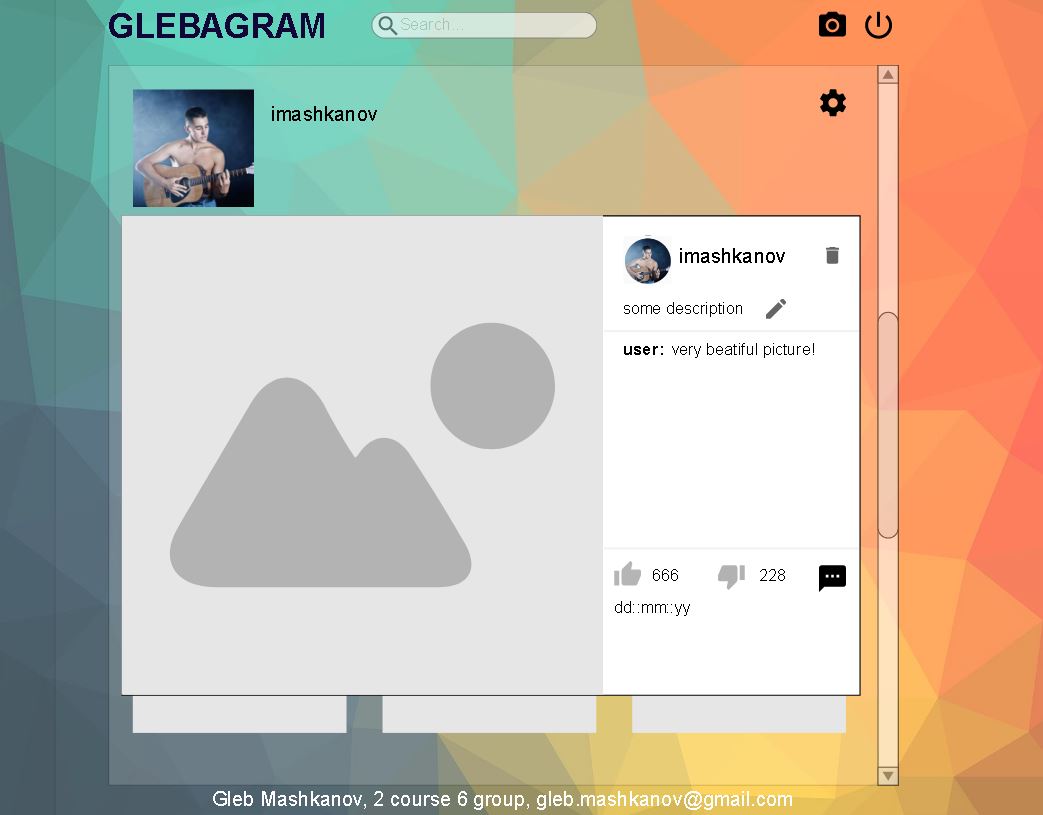 GLEBAGRAM
Search...
imashkanov
imashkanov
some description
user: very beatiful picture!
666 228
dd::mm::yy
Gleb Mashkanov, 2 course 6 group, gleb.mashkanov@gmail.com